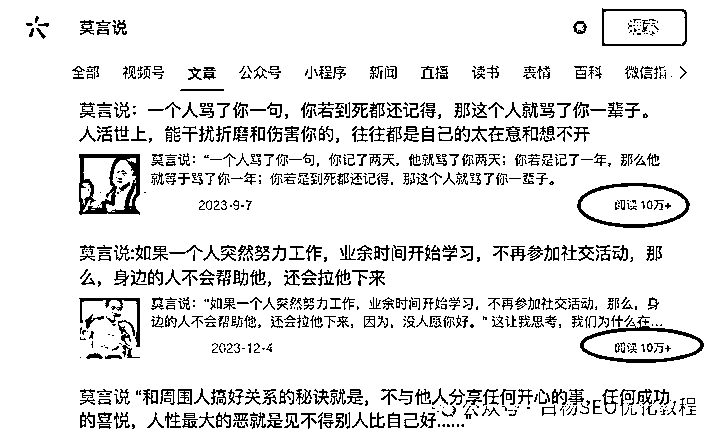 莫言说
搜索
全部 视频号 文章 公众号 小程序 新闻 直播 读书 表情 百科 微信指
莫言说：一个人骂了你一句，你若到死都还记得，那这个人就骂了你一辈子。
人活世上，能干扰折磨和伤害你的，往往都是自己的太在意和想不开
莫言说：“一个人骂了你一句，你记了两天，他就骂了你两天；你若是记了一年，那么他
就等于骂了你一年；你若是到死都还记得，那这个人就骂了你一辈子。
2023-9-7 阅读 10万+
莫言说:如果一个人突然努力工作，业余时间开始学习，不再参加社交活动，那
么，身边的人不会帮助他，还会拉他下来
莫言说：“如果一个人突然努力工作，业余时间开始学习，不再参加社交活动，那么，身
边的人不会帮助他，还会拉他下来，因为，没人愿你好。” 这让我思考，我们为什么在...
2023-12-4 阅读 10万+
莫言说 “和周围人搞好关系的秘诀就是，不与他人分享任何开心的事，任何成功
的喜悦，人性最大的恶就是见不得别人比自己好......”
公众号 · 白杨SEO优化教程